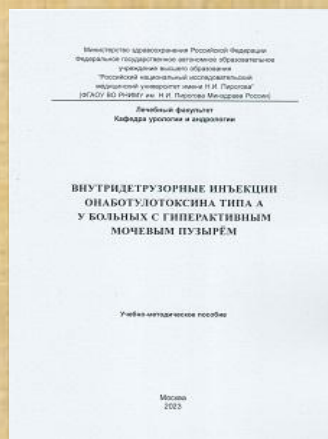 Министерство здравоохранения Российской Федерации
Федеральное государственное автономное образовательное
учреждение высшего образования
"Российский национальный исследовательский
медицинский университет имени Н.И. Пирогова"
(ФГАОУ ВО РНИМУ им. Н.И. Пирогова Минздрава России)
Лечебный факультет
Кафедра урологии и андрологии
ВНУТРИДЕТРУЗОРНЫЕ ИНЪЕКЦИИ
ОНАБОТУЛОТОКСИНА ТИПА А
У БОЛЬНЫХ С ГИПЕРАКТИВНЫМ
МОЧЕВЫМ ПУЗЫРЁМ
Учебно-методическое пособие
Москва
2023